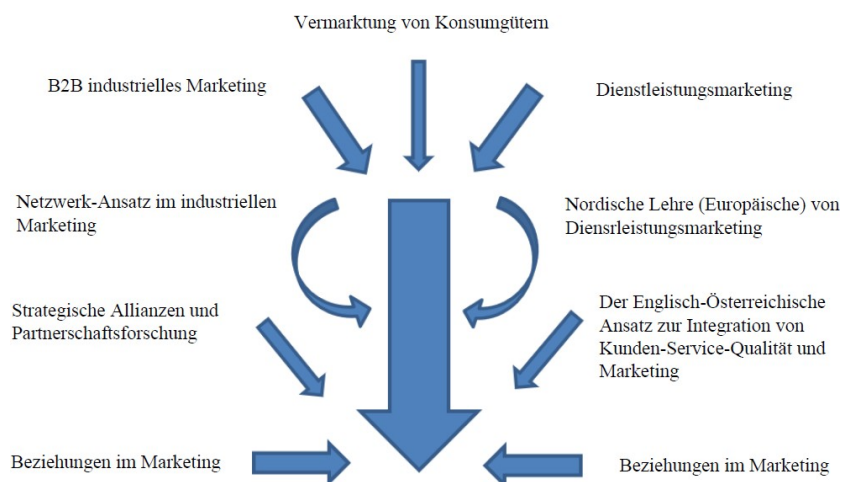 Vermarktung von Konsumgütern
B2B industrielles Marketing
Dienstleistungsmarketing
Netzwerk-Ansatz im industriellen
Marketing
Nordische Lehre (Europäische) von
Diensrleistungsmarketing
Strategische Allianzen und
Partnerschaftsforschung
Der Englisch-Österreichische
Ansatz zur Integration von
Kunden-Service-Qualität und
Marketing
Beziehungen im Marketing
Beziehungen im Marketing